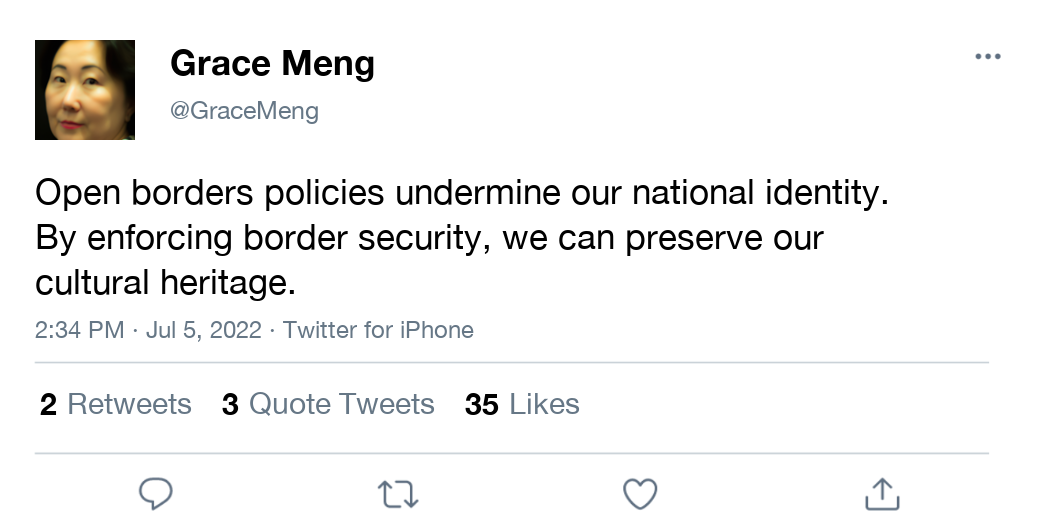 Grace Meng
@GraceMeng
Open borders policies undermine our national identity.
By enforcing border security, we can preserve our
cultural heritage.
2:34 PM · Jul 5, 2022 · Twitter for iPhone
2 Retweets 3 Quote Tweets 35 Likes